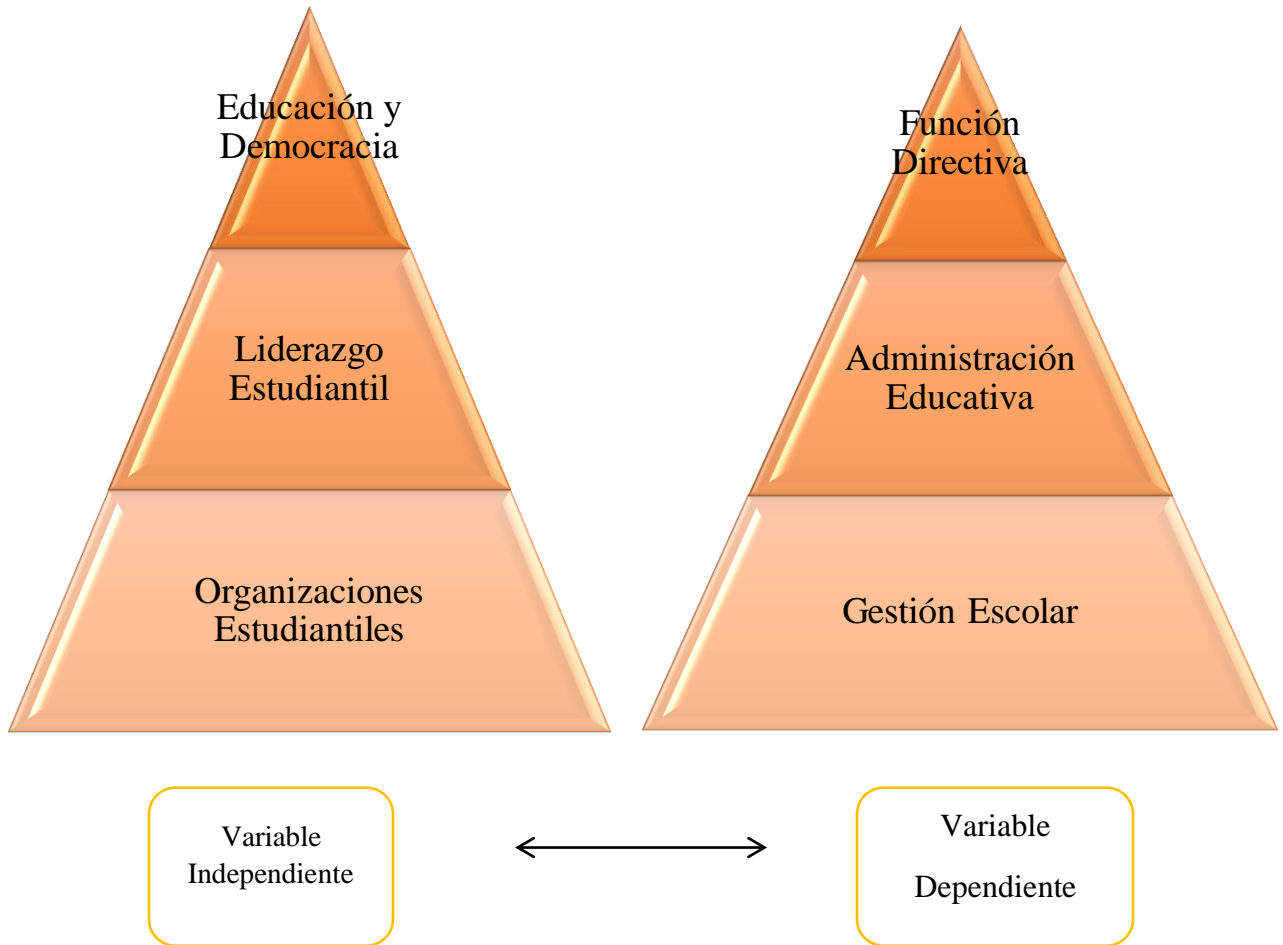 Educación y
Democracia
Liderazgo
Estudiantil
Organizaciones
Estudiantiles
Función
Directiva
Administración
Educativa
Gestión Escolar
Variable
Independiente
Variable
Dependiente